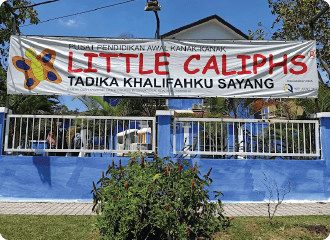 PUSAT PENDIDIKAN AWAL KANAK-KANAK
LITTLE CALIPHS
TADIKA KHALIFAHKU SAYANG